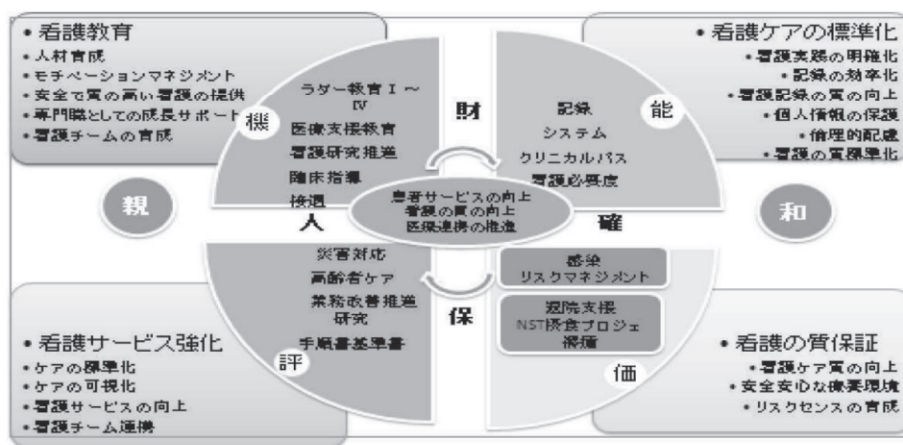 • 看護教育
• 人材育成
• モチベーションマネジメント
• 安全で質の高い看護の提供
• 専門職としての成長サポート
• 看護チームの育成
• 看護ケアの標準化
• 看護実践の明確化
• 記録の効率化
• 看護記録の質の向上
• 個人情報の保護
• 倫理的配慮
• 看護の質標準化
機
ラダー教育Ⅰ～
Ⅳ
医療支援教育
看護研究推進
臨床指導
接遇
財
能
記録
システム
クリニカルパス
看護必要度
親
人
患者サービスの向上
看護の質の向上
医療連携の推進
確
和
災害対応
高齢者ケア
業務改善推進
研究
手順書基準書
評
保
感染
リスクマネジメント
退院支援
NST摂食プロジェ
褥瘡
価
• 看護サービス強化
• ケアの標準化
• ケアの可視化
• 看護サービスの向上
• 看護チーム連携
• 看護の質保証
• 看護ケア質の向上
• 安全安心な療養環境
• リスクセンスの育成